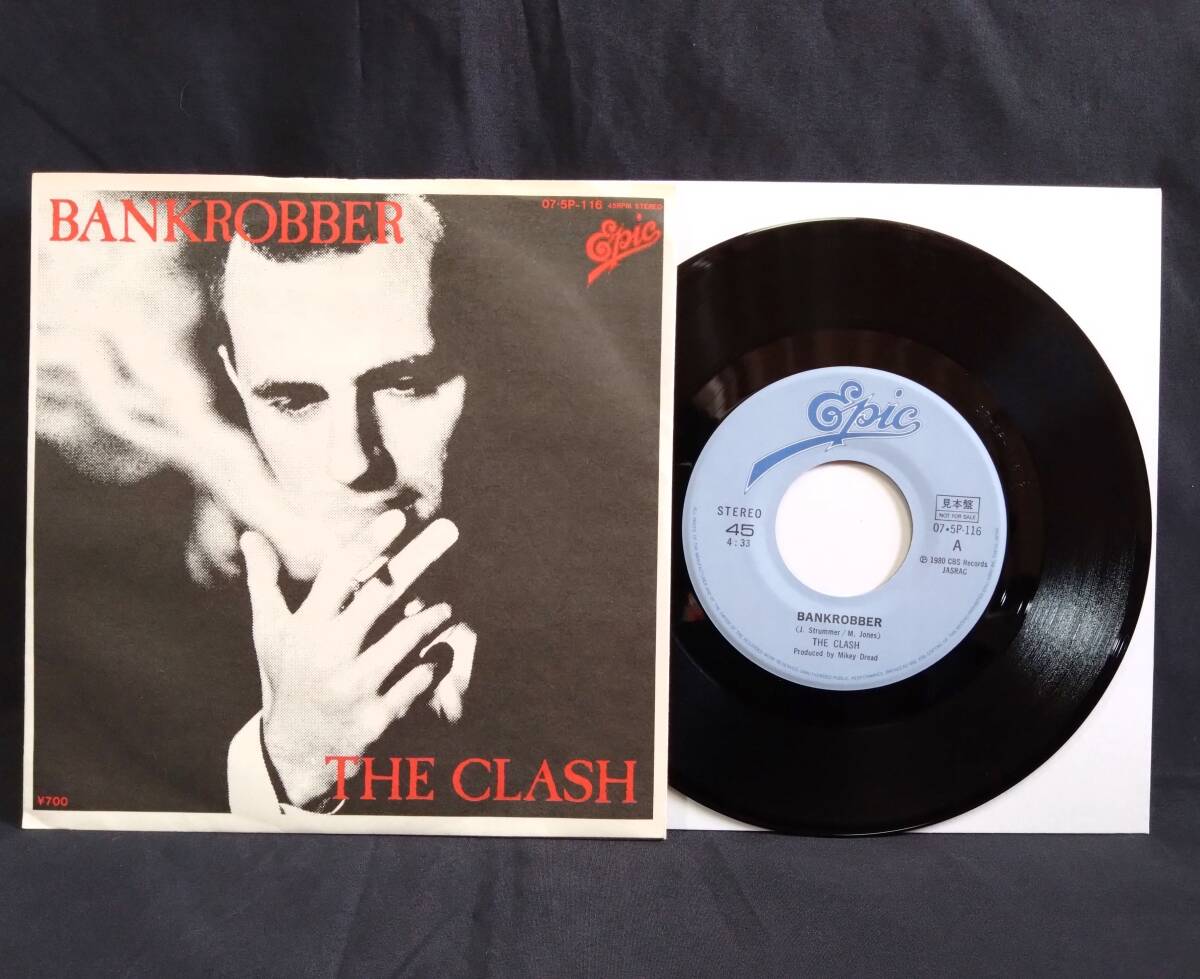 BANKROBBER
07・5P-116 45RPM STEREO
Epic
THE CLASH
¥700
Epic
STEREO
45
4:33
見本盤
NOT FOR SALE
07・5P-116
A
Ⓟ 1980 CBS Records
JASRAC
BANKROBBER
(J. Strummer / M. Jones)
THE CLASH
Produced by Mikey Dread